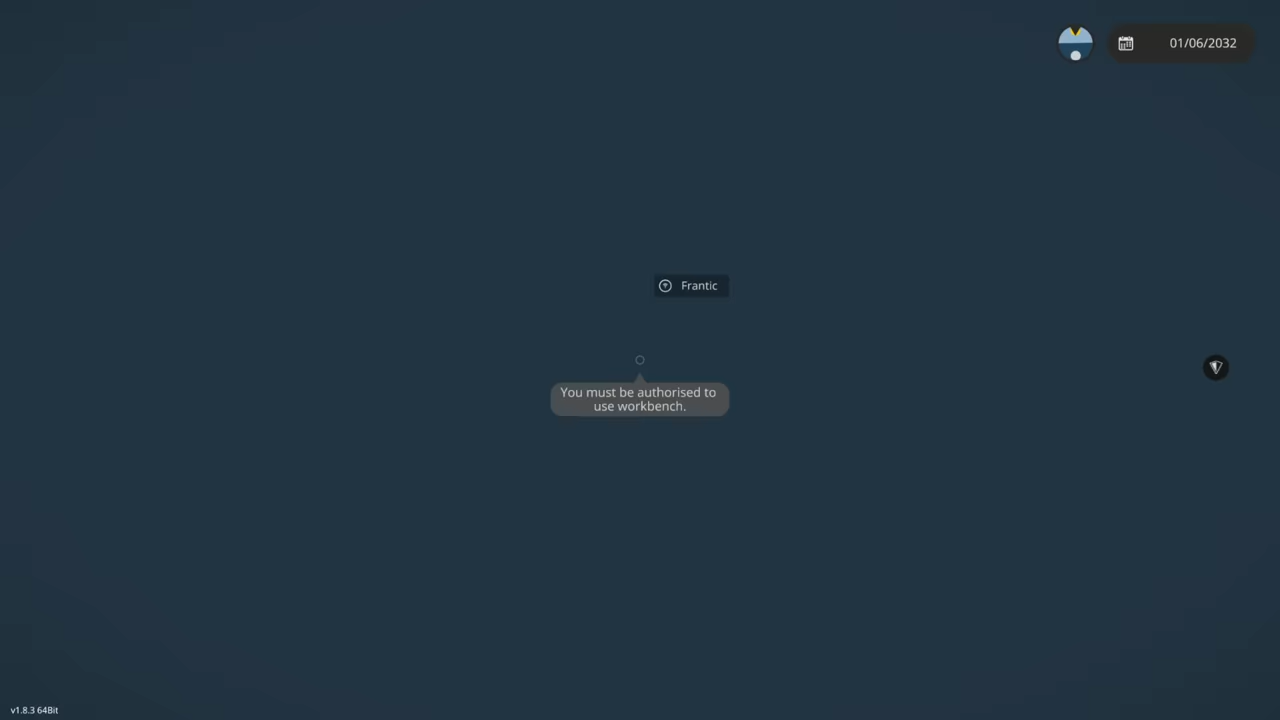 01/06/2032
Frantic
You must be authorised to
use workbench.
v1.8.3 64Bit